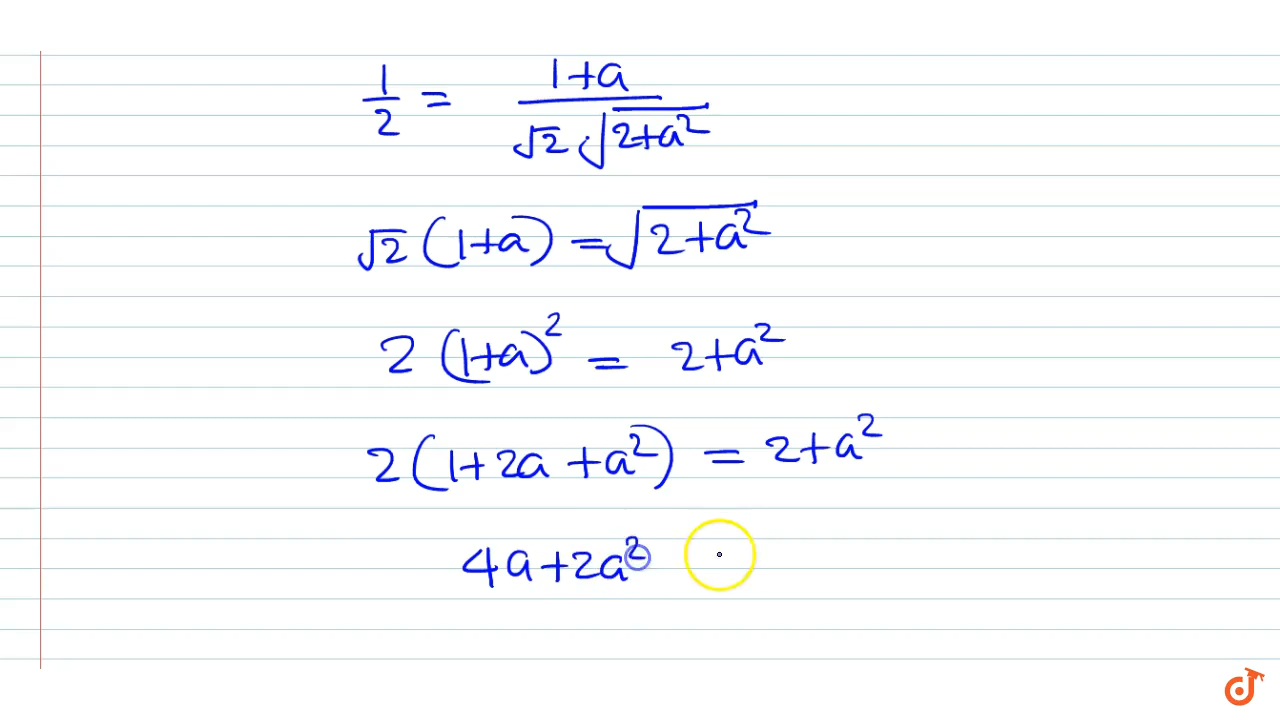 1/2 = (1+a)/(√2 √(2+a²))
√2 (1+a) = √(2+a²)
2 (1+a)² = 2+a²
2 (1+2a +a²) = 2+a²
4a+2a²